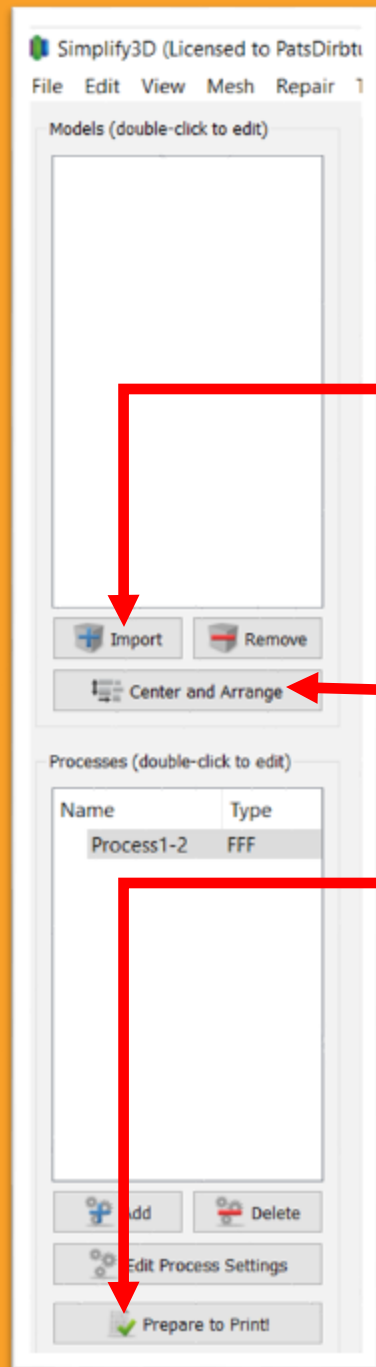 Simplify3D (Licensed to PatsDirbt
File Edit View Mesh Repair
Models (double-click to edit)
Import Remove
Center and Arrange
Processes (double-click to edit)
Name Type
Process1-2 FFF
Add Delete
Edit Process Settings
Prepare to Print!